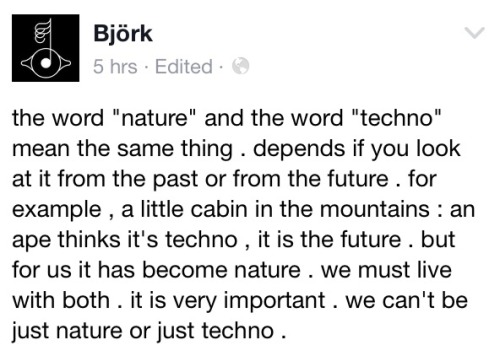 Björk
5 hrs · Edited ·
the word "nature" and the word "techno"
mean the same thing . depends if you look
at it from the past or from the future . for
example , a little cabin in the mountains : an
ape thinks it's techno , it is the future . but
for us it has become nature . we must live
with both . it is very important . we can't be
just nature or just techno .